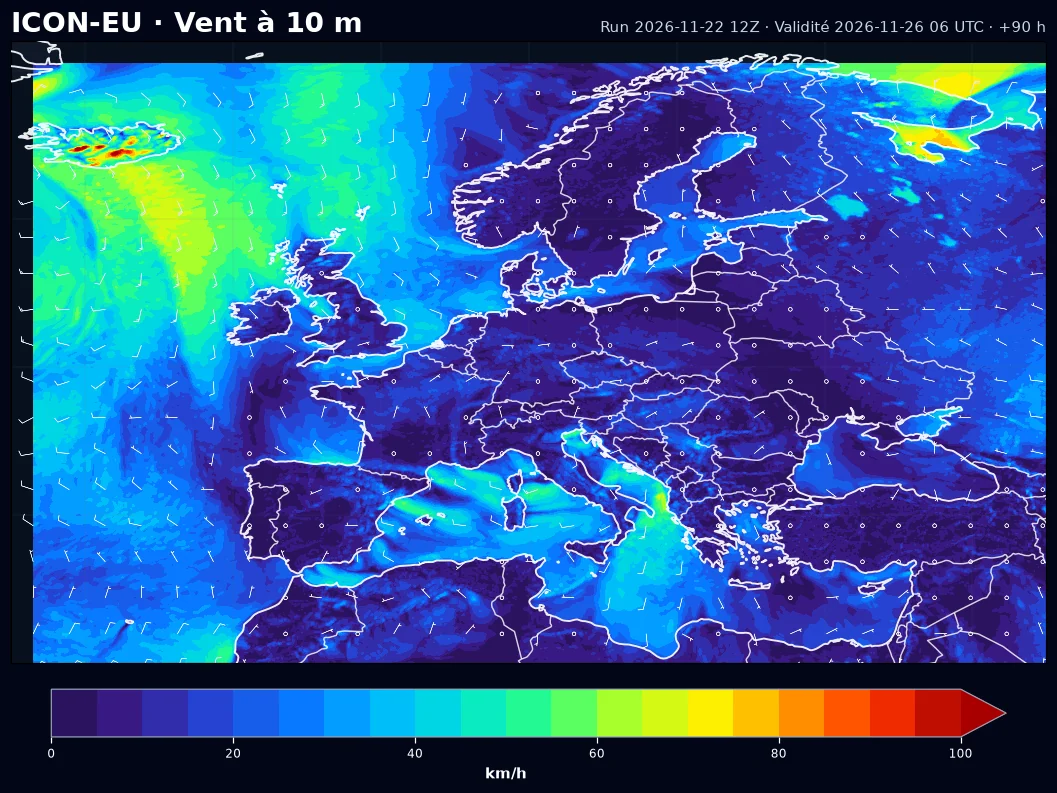 ICON-EU · Vent à 10 m
Run 2026-11-22 12Z · Validité 2026-11-26 06 UTC · +90 h
0 20 40 60 80 100
km/h